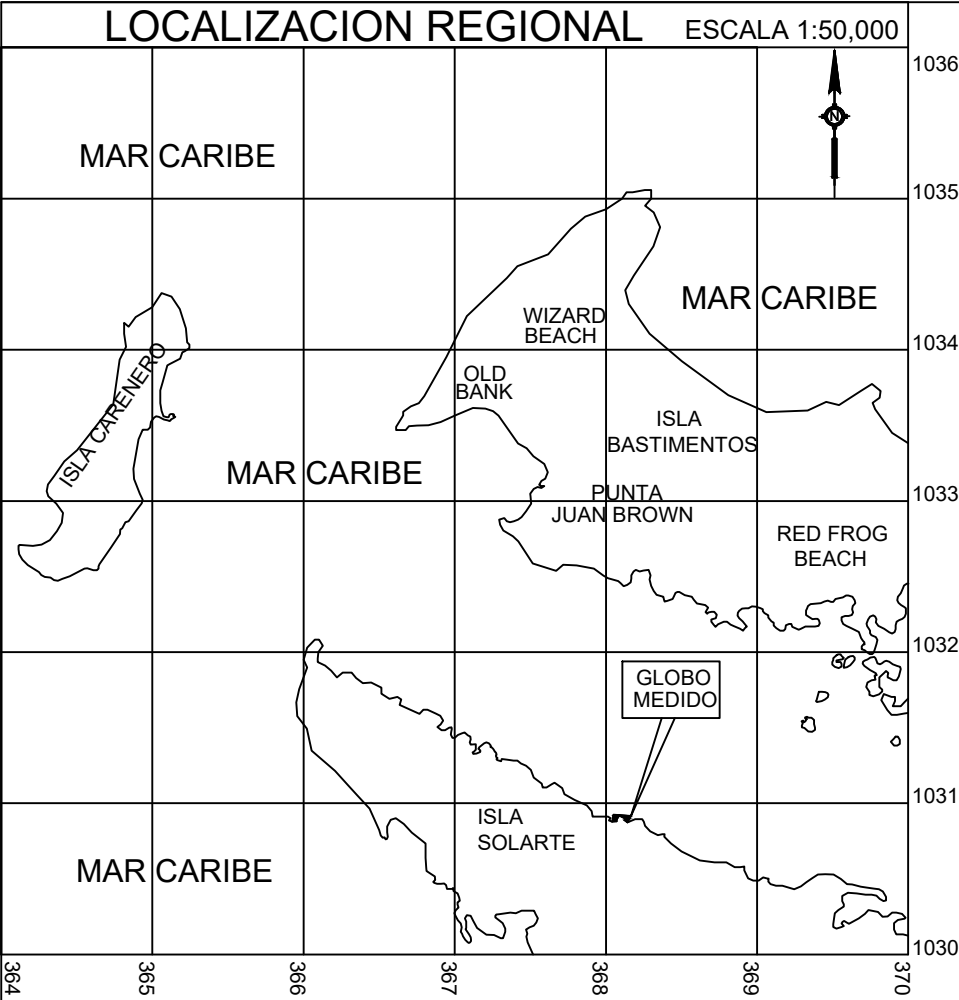 LOCALIZACION REGIONAL
ESCALA 1:50,000
1036
N
MAR CARIBE
1035
MAR CARIBE
WIZARD
BEACH
1034
ISLA CARENERO
OLD
BANK
ISLA
BASTIMENTOS
MAR CARIBE
1033
PUNTA
JUAN BROWN
RED FROG
BEACH
1032
GLOBO
MEDIDO
1031
ISLA
SOLARTE
MAR CARIBE
1030
364
365
366
367
368
369
370